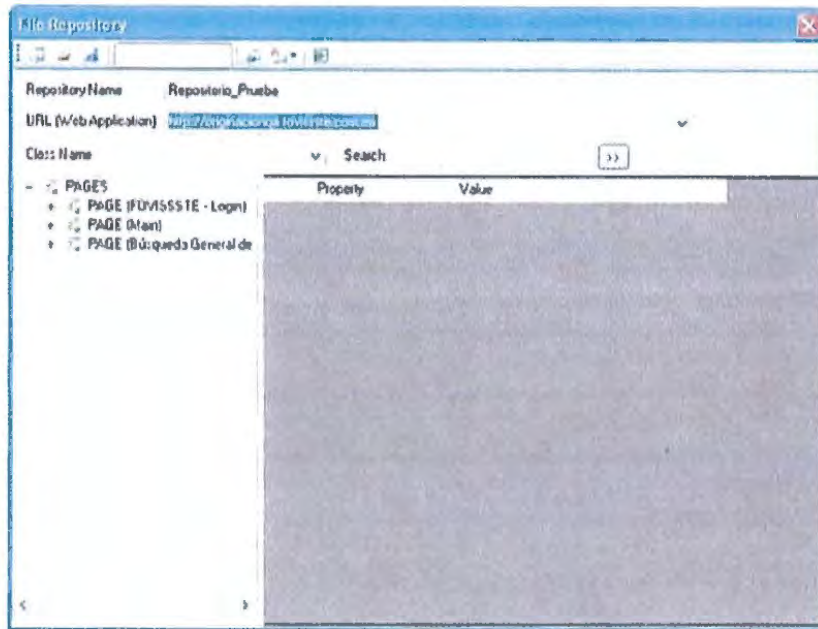 File Repository
Repository Name Repositorio_Prueba
URL (Web Application)
Class Name Search >>
Property Value
- PAGES
+ PAGE (FOVISSSTE - Login)
+ PAGE (Main)
+ PAGE (Búsqueda General de